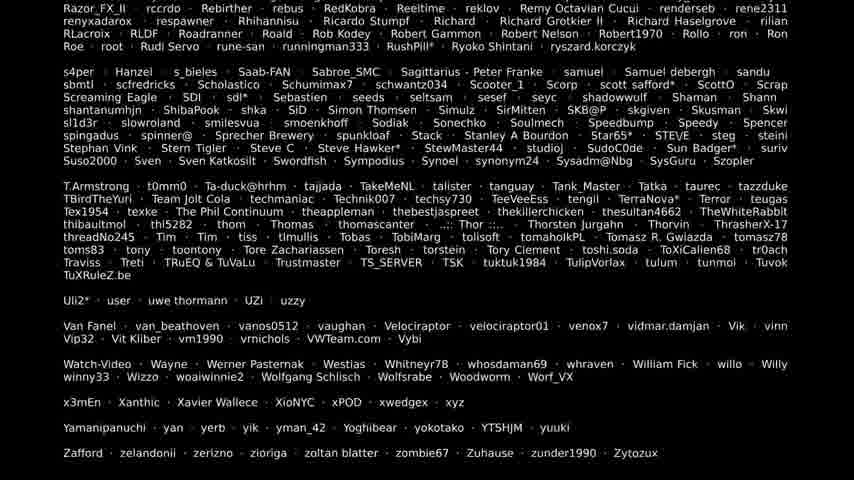 Razor_FX_II · rccrdo · Rebirther · rebus · RedKobra · Reeltime · reklov · Remy Octavian Cucui · renderseb · rene2311
renyxadarox · respawner · Rhihannisu · Ricardo Stumpf · Richard · Richard Grotkier II · Richard Haselgrove · rilian
RLacroix · RLDF · Roadranner · Roald · Rob Kodey · Robert Gammon · Robert Nelson · Robert1970 · Rollo · ron · Ron
Roe · root · Rudi Servo · rune-san · runningman333 · RushPill* · Ryoko Shintani · ryszard.korczyk
s4per · Hanzel · s_bieles · Saab-FAN · Sabroe_SMC · Sagittarius - Peter Franke · samuel · Samuel debergh · sandu
sbmtl · scfredricks · Scholastico · Schumimax7 · schwantz034 · Scooter_1 · Scorp · scott safford* · ScottO · Scrap
Screaming Eagle · SDI · sdl* · Sebastien · seeds · seltsam · sesef · seyc · shadowwulf · Shaman · Shann
shantanumhjn · ShibaPook · shka · SiD · Simon Thomsen · Simulz · SirMitten · SKB@P · skgiven · Skusman · Skwi
sl1d3r · slowroland · smilesvua · smoenkhoff · Sodiak · Sonechko · Soulmech · Speedbump · Speedy · Spencer
spingadus · spinner@ · Sprecher Brewery · spunkloaf · Stack · Stanley A Bourdon · Star65* · STE\/E · steg · steini
Stephan Vink · Stern Tigler · Steve C · Steve Hawker* · StewMaster44 · studioj · SudoC0de · Sun Badger* · suriv
Suso2000 · Sven · Sven Katkosilt · Swordfish · Sympodius · Synoel · synonym24 · Sysadm@Nbg · SysGuru · Szopler
T.Armstrong · t0mm0 · Ta-duck@hrhm · tajjada · TakeMeNL · talister · tanguay · Tank_Master · Tatka · taurec · tazzduke
TBirdTheYuri · Team Jolt Cola · techmaniac · Technik007 · techsy730 · TeeVeeEss · tengil · TerraNova* · Terror · teugas
Tex1954 · texke · The Phil Continuum · theappleman · thebestjaspreet · thekillerchicken · thesultan4662 · TheWhiteRabbit
thibaultmol · thl5282 · thom · Thomas · thomascanter · ..:: Thor ::.. · Thorsten Jurgahn · Thorvin · ThrasherX-17
threadNo245 · Tim · Tim · tiss · tlmullis · Tobas · TobiMarg · tolisoft · tomaholkPL · Tomasz R. Gwiazda · tomasz78
toms83 · tony · toontony · Tore Zachariassen · Toresh · torstein · Tory Clement · toshi.soda · ToXiCalien68 · tr0ach
Traviss · Treti · TRuEQ & TuVaLu · Trustmaster · TS_SERVER · TSK · tuktuk1984 · TulipVorlax · tulum · tunmoi · Tuvok
TuXRuleZ.be
Uli2* · user · uwe thormann · UZi · uzzy
Van Fanel · van_beathoven · vanos0512 · vaughan · Velociraptor · velociraptor01 · venox7 · vidmar.damjan · Vik · vinn
Vip32 · Vit Kliber · vm1990 · vrnichols · VWTeam.com · Vybi
Watch-Video · Wayne · Werner Pasternak · Westias · Whitneyr78 · whosdaman69 · whraven · William Fick · willo · Willy
winny33 · Wizzo · woaiwinnie2 · Wolfgang Schlisch · Wolfsrabe · Woodworm · Worf_VX
x3mEn · Xanthic · Xavier Wallece · XioNYC · xPOD · xwedgex · xyz
Yamanipanuchi · yan · yerb · yik · yman_42 · Yoghibear · yokotako · YTSHJM · yuuki
Zafford · zelandonii · zerizno · zioriga · zoltan blatter · zombie67 · Zuhause · zunder1990 · Zytozux